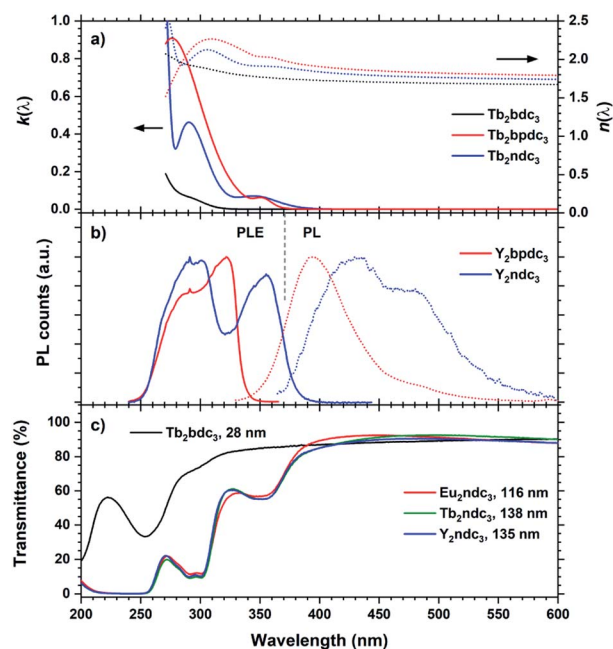 1.0
0.8
0.6
0.4
0.2
0.0
k(λ)
a)
2.5
2.0
1.5
1.0
0.5
0.0
n(λ)
Tb₂bdc₃
Tb₂bpdc₃
Tb₂ndc₃
PL counts (a.u.)
b)
PLE
PL
Y₂bpdc₃
Y₂ndc₃
Transmittance (%)
100
80
60
40
20
0
c)
Tb₂bdc₃, 28 nm
Eu₂ndc₃, 116 nm
Tb₂ndc₃, 138 nm
Y₂ndc₃, 135 nm
200 250 300 350 400 450 500 550 600
Wavelength (nm)